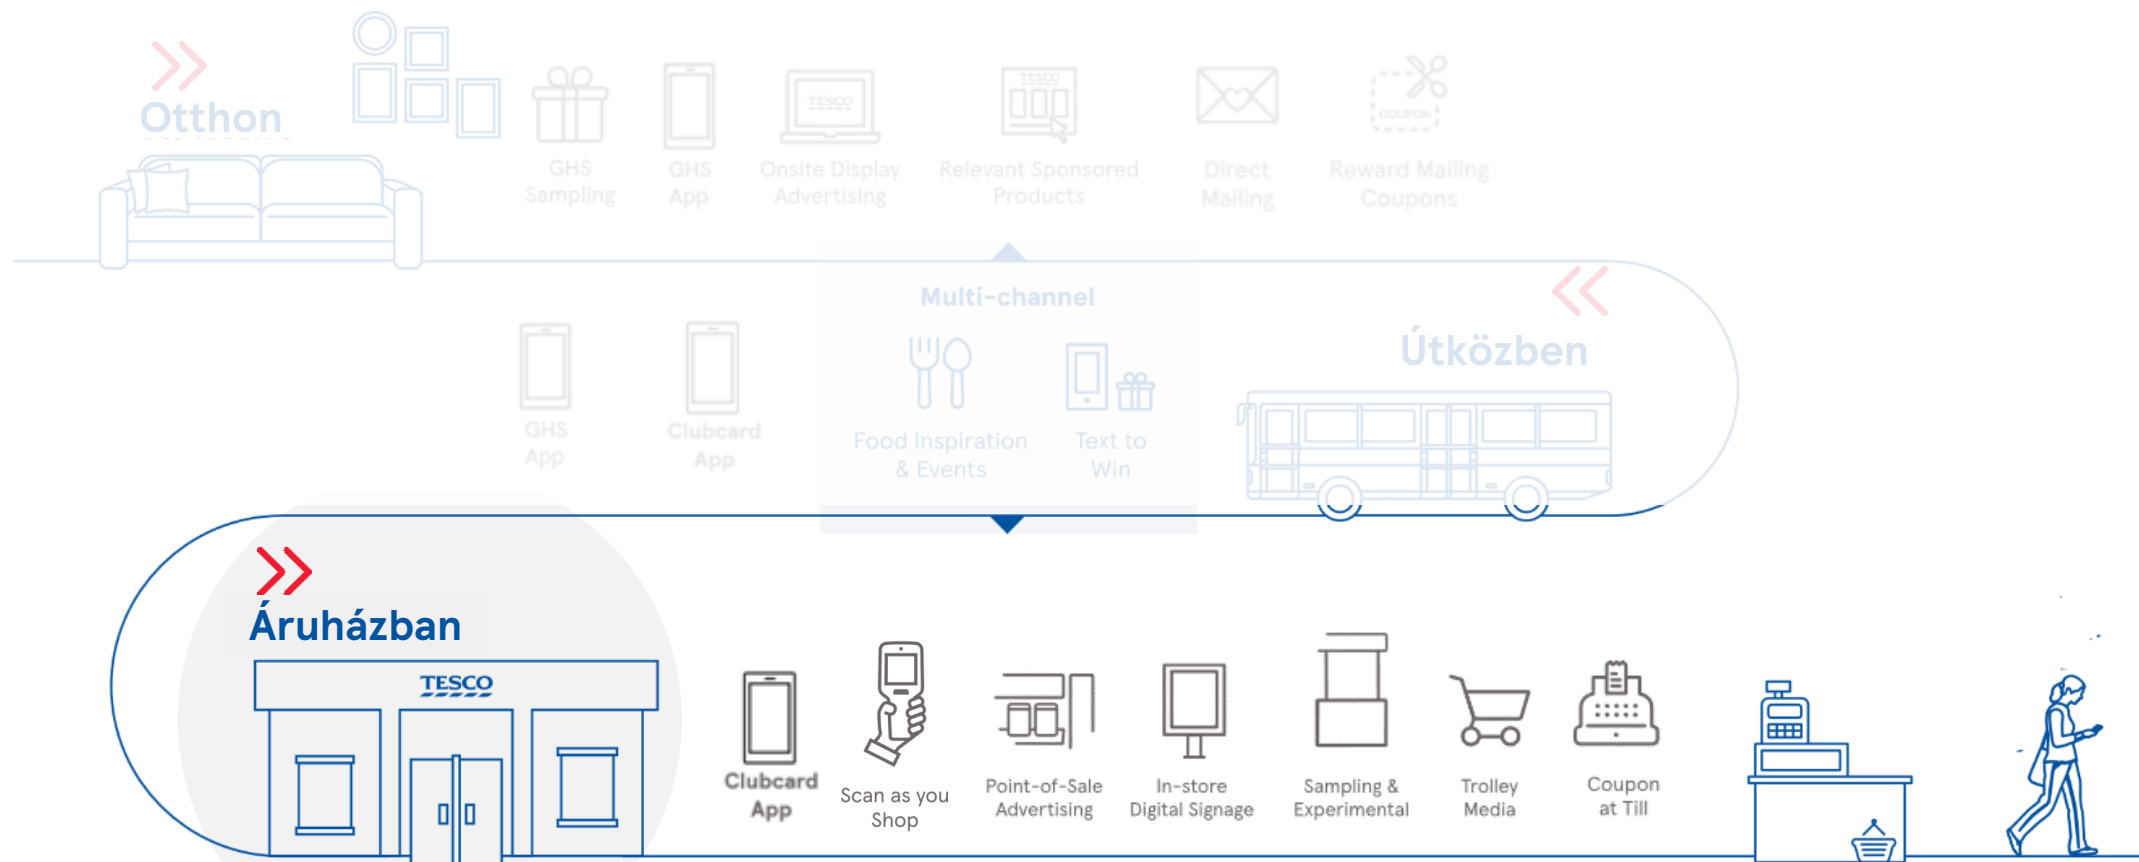 Otthon
GHS
Sampling
GHS
App
TESCO
Onsite Display
Advertising
TESCO
Relevant Sponsored
Products
Direct
Mailing
COUPON
Reward Mailing
Coupons
Multi-channel
Útközben
GHS
App
Clubcard
App
Food Inspiration
& Events
Text to
Win
Áruházban
TESCO
Clubcard
App
Scan as you
Shop
Point-of-Sale
Advertising
In-store
Digital Signage
Sampling &
Experimental
Trolley
Media
Coupon
at Till